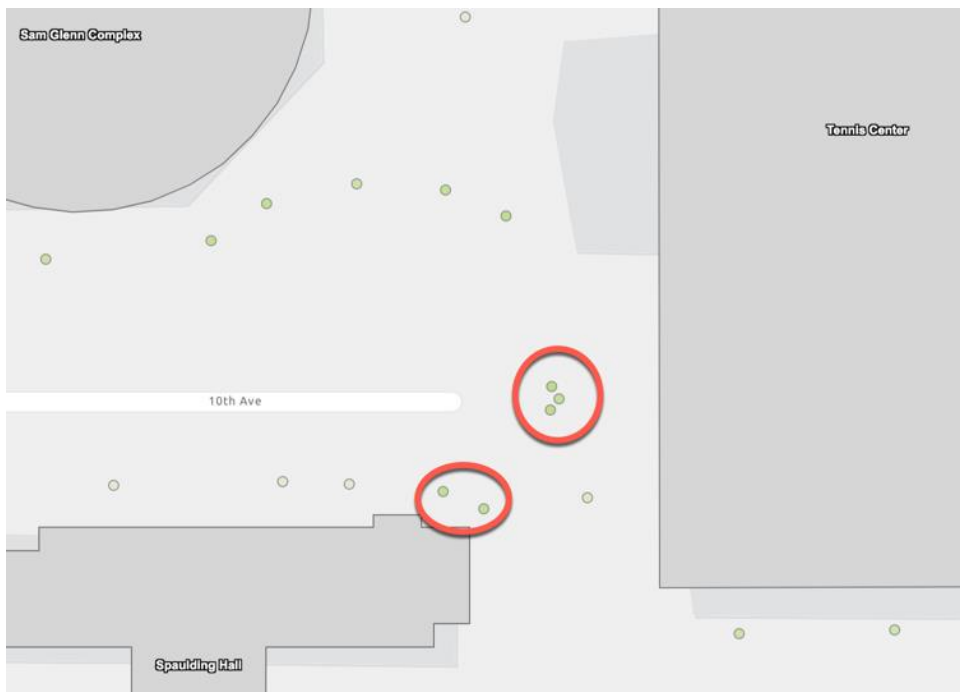 Sam Glenn Complex
Tennis Center
10th Ave
Spaulding Hall